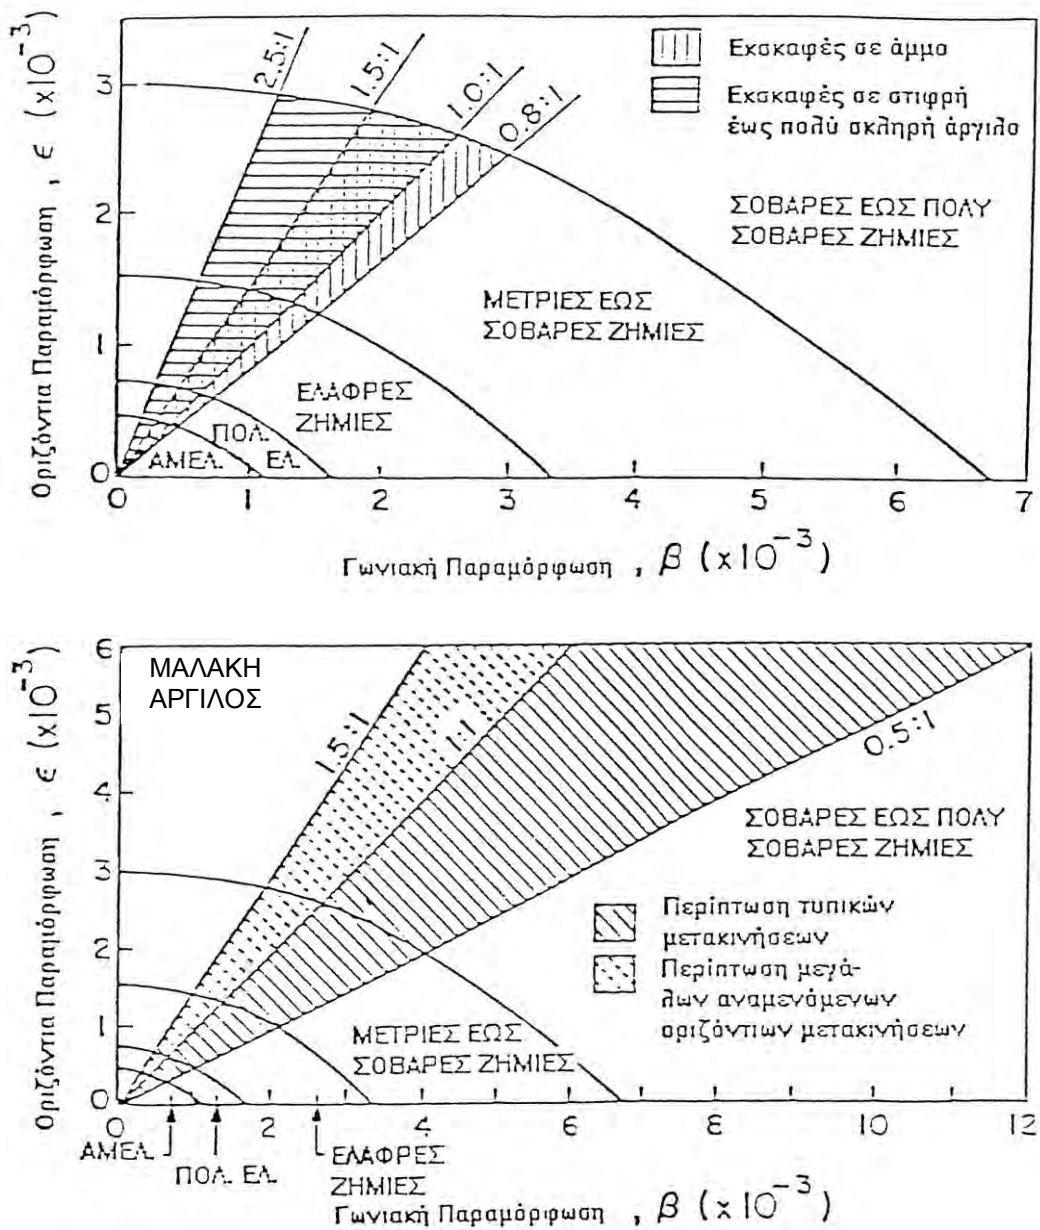 Οριζόντια Παραμόρφωση , ε (x10⁻³)
3
2
1
0
2.5:1
1.5:1
1.0:1
0.8:1
Εκσκαφές σε άμμο
Εκσκαφές σε στιφρή
έως πολύ σκληρή άργιλο
ΣΟΒΑΡΕΣ ΕΩΣ ΠΟΛΥ
ΣΟΒΑΡΕΣ ΖΗΜΙΕΣ
ΜΕΤΡΙΕΣ ΕΩΣ
ΣΟΒΑΡΕΣ ΖΗΜΙΕΣ
ΕΛΑΦΡΕΣ
ΖΗΜΙΕΣ
ΠΟΛ.
ΕΛ.
ΑΜΕΛ.
0 1 2 3 4 5 6 7
Γωνιακή Παραμόρφωση , β (x10⁻³)
Οριζόντια Παραμόρφωση , ε (x10⁻³)
6
5
4
3
2
1
0
ΜΑΛΑΚΗ
ΑΡΓΙΛΟΣ
1.5:1
1:1
0.5:1
ΣΟΒΑΡΕΣ ΕΩΣ ΠΟΛΥ
ΣΟΒΑΡΕΣ ΖΗΜΙΕΣ
Περίπτωση τυπικών
μετακινήσεων
Περίπτωση μεγά-
λων αναμενόμενων
οριζόντιων μετακινήσεων
ΜΕΤΡΙΕΣ ΕΩΣ
ΣΟΒΑΡΕΣ ΖΗΜΙΕΣ
0 2 4 6 8 10 12
ΑΜΕΛ.
ΠΟΛ. ΕΛ.
ΕΛΑΦΡΕΣ
ΖΗΜΙΕΣ
Γωνιακή Παραμόρφωση , β (x10⁻³)